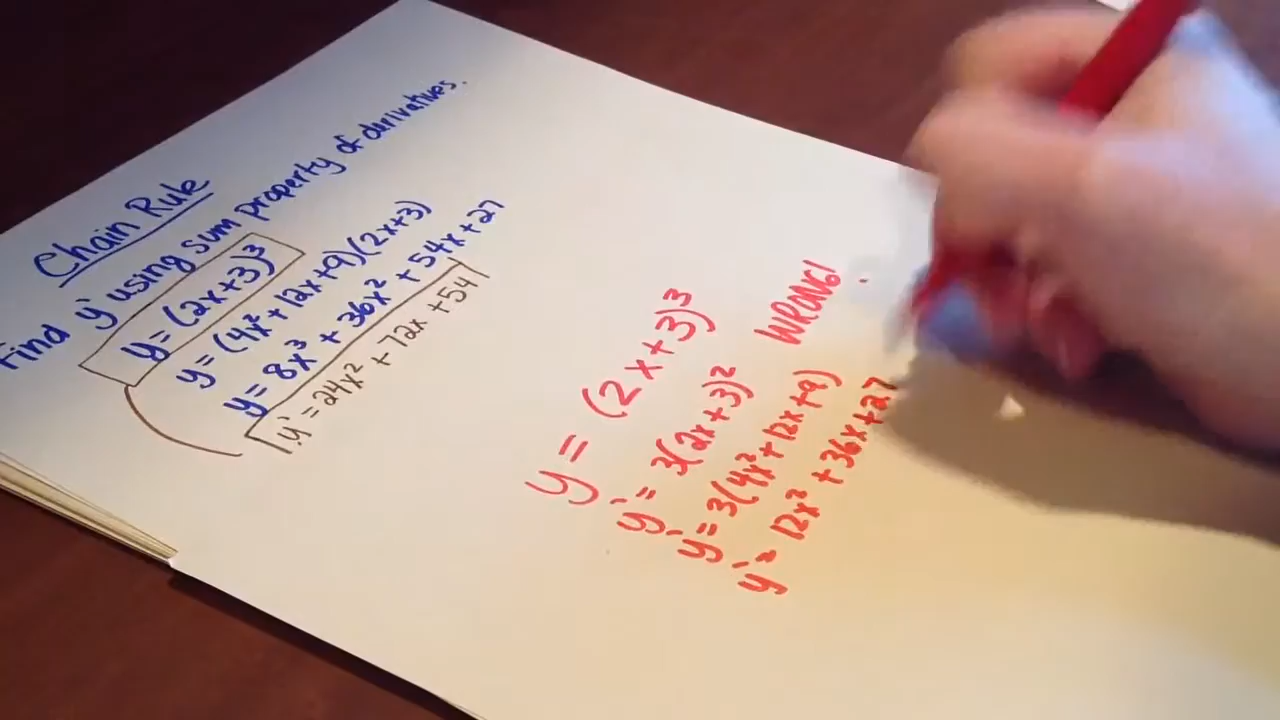 Chain Rule
Find y' using sum property of derivatives.
y = (2x+3)³
y = (4x²+12x+9)(2x+3)
y = 8x³ + 36x² + 54x+27
y' = 24x² + 72x + 54
y = (2x+3)³
y' = 3(2x+3)² WRONG!
y' = 3(4x²+12x+9)
y' = 12x² + 36x+27